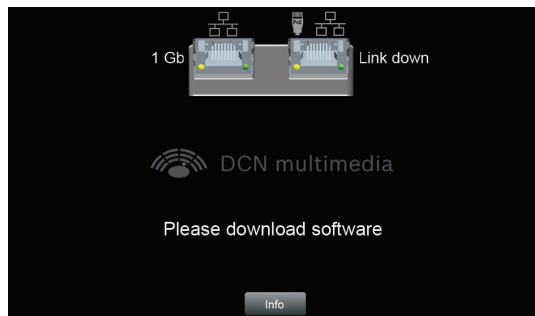 PoE
1 Gb
Link down
DCN multimedia
Please download software
Info